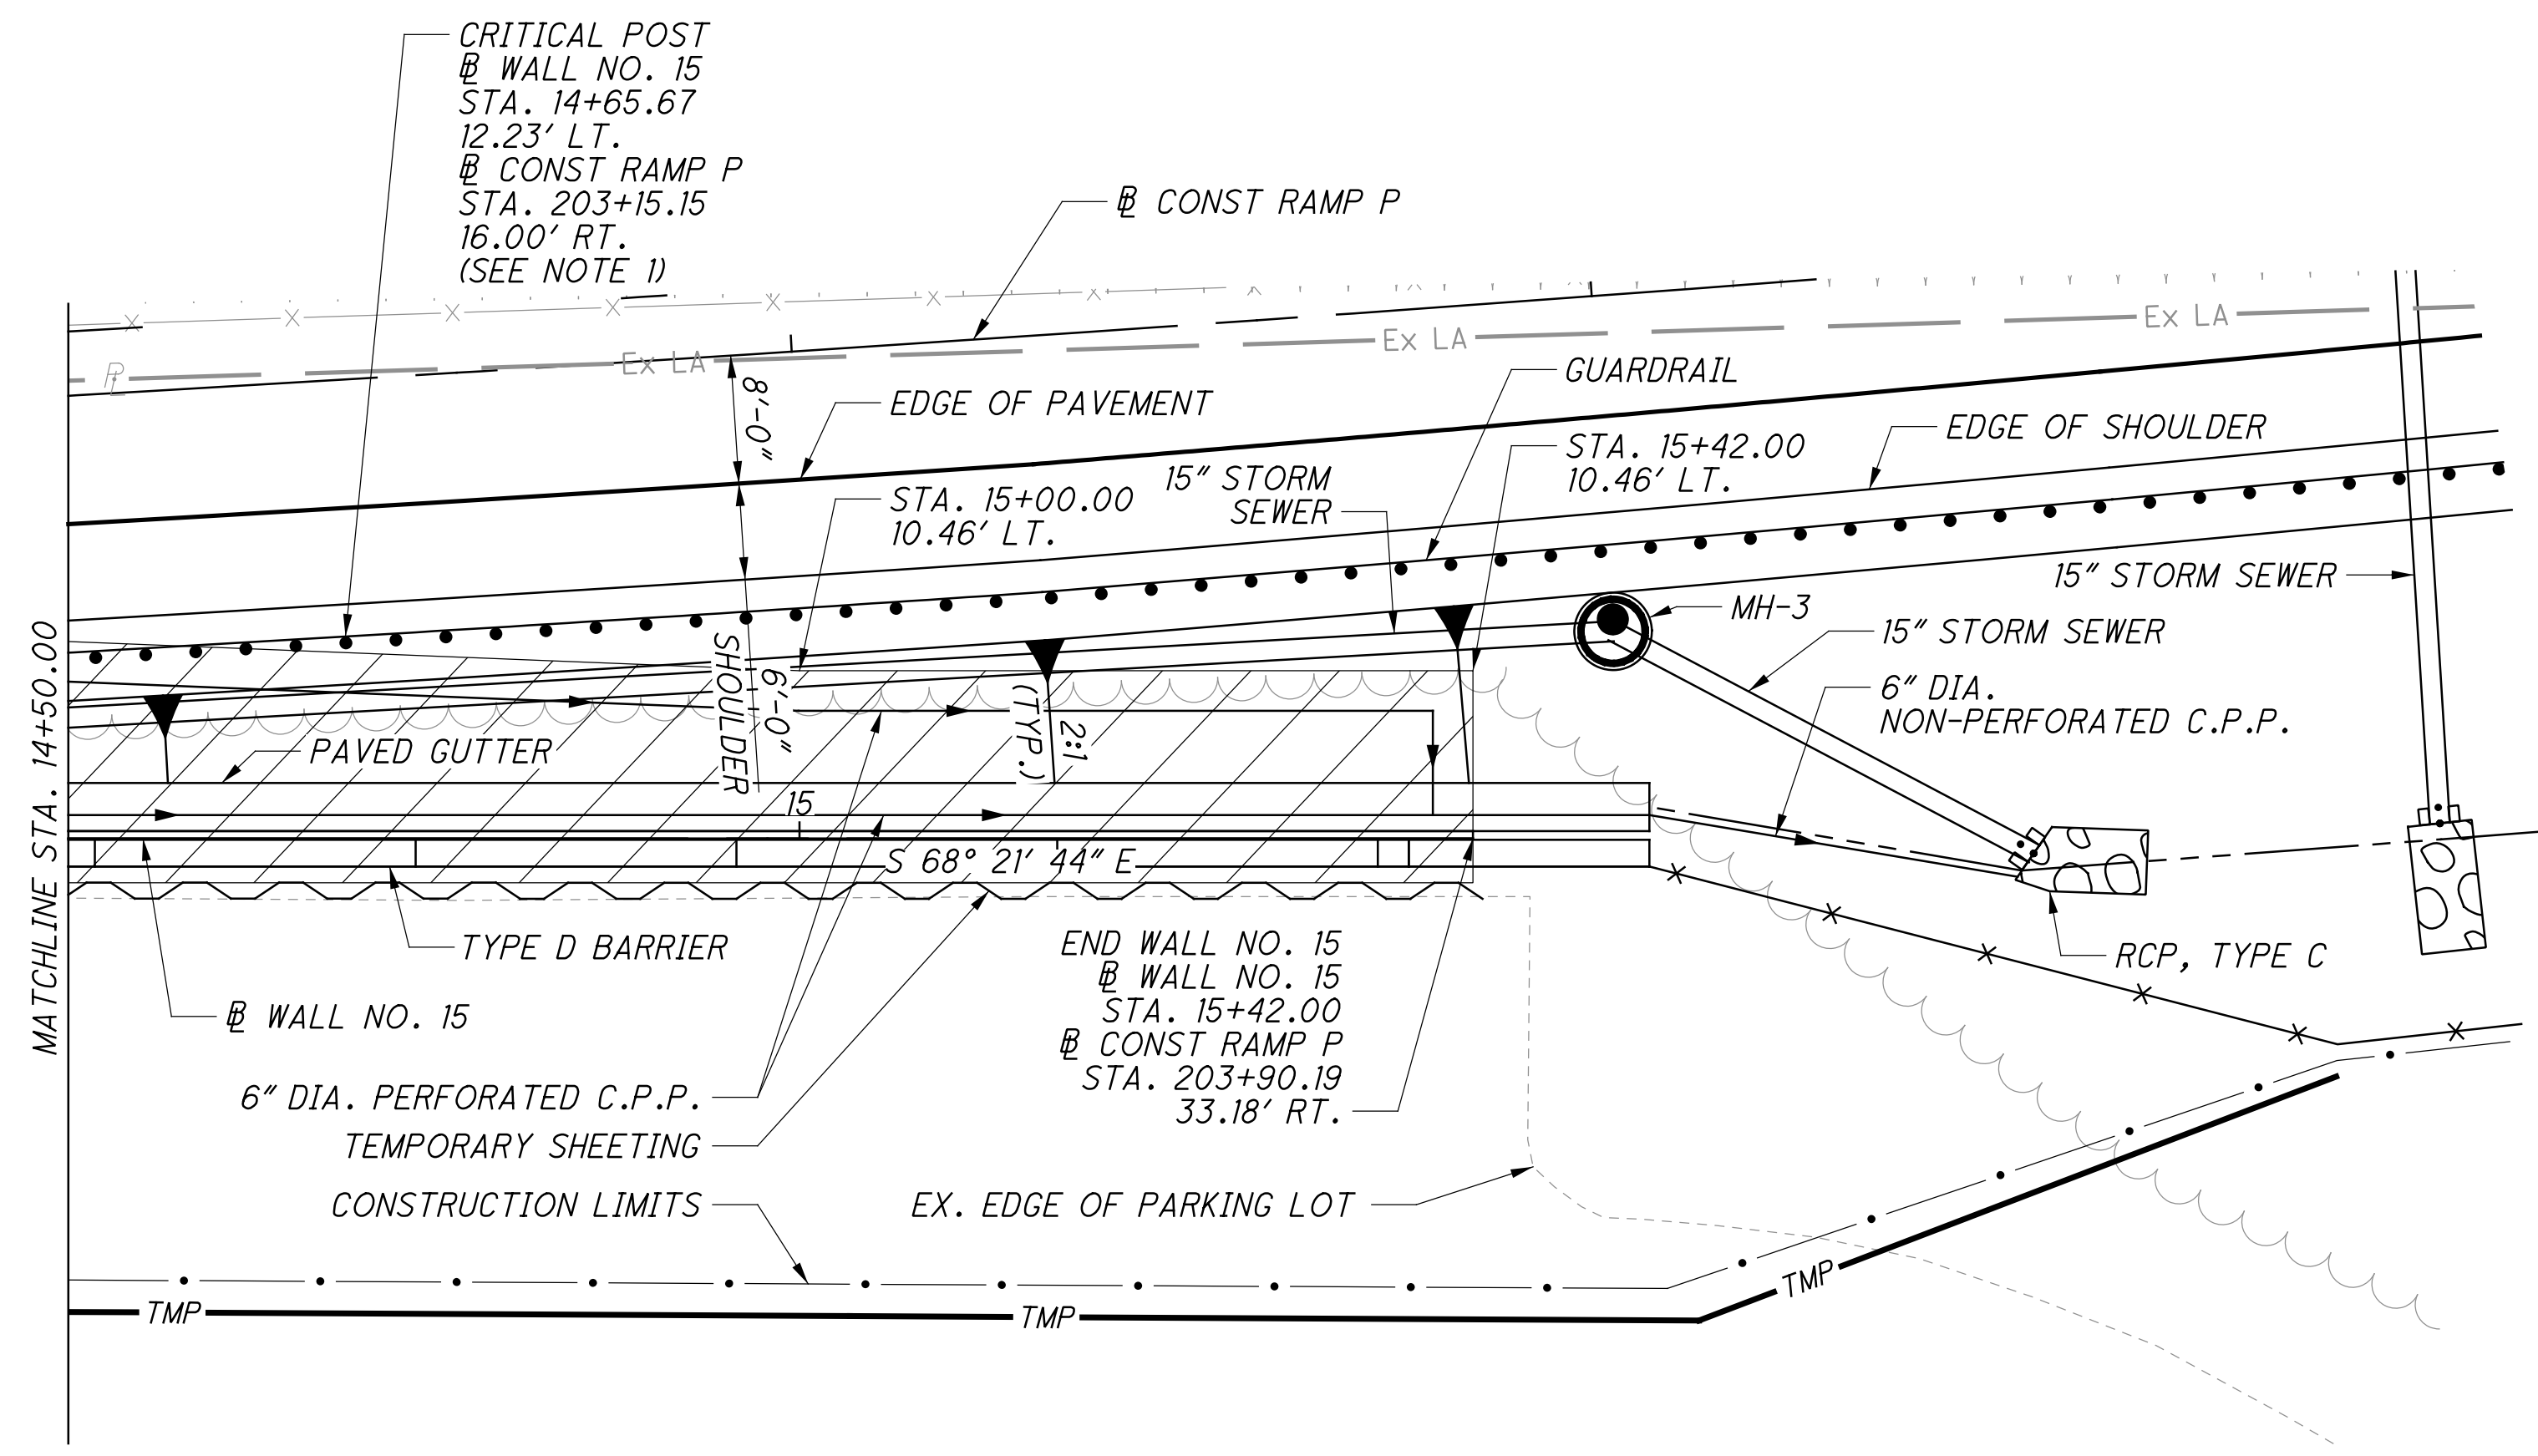 CRITICAL POST
℄ WALL NO. 15
STA. 14+65.67
12.23' LT.
℄ CONST RAMP P
STA. 203+15.15
16.00' RT.
(SEE NOTE 1)
℄ CONST RAMP P
Ex LA
Ex LA
Ex LA
8'-0"
EDGE OF PAVEMENT
GUARDRAIL
EDGE OF SHOULDER
STA. 15+42.00
10.46' LT.
15" STORM
SEWER
STA. 15+00.00
10.46' LT.
15" STORM SEWER
MH-3
15" STORM SEWER
6" DIA.
NON-PERFORATED C.P.P.
6'-0"
SHOULDER
2:1
(TYP.)
PAVED GUTTER
15
S 68° 21' 44" E
MATCHLINE STA. 14+50.00
TYPE D BARRIER
℄ WALL NO. 15
END WALL NO. 15
℄ WALL NO. 15
STA. 15+42.00
℄ CONST RAMP P
STA. 203+90.19
33.18' RT.
RCP, TYPE C
6" DIA. PERFORATED C.P.P.
TEMPORARY SHEETING
CONSTRUCTION LIMITS
EX. EDGE OF PARKING LOT
TMP
TMP
TMP